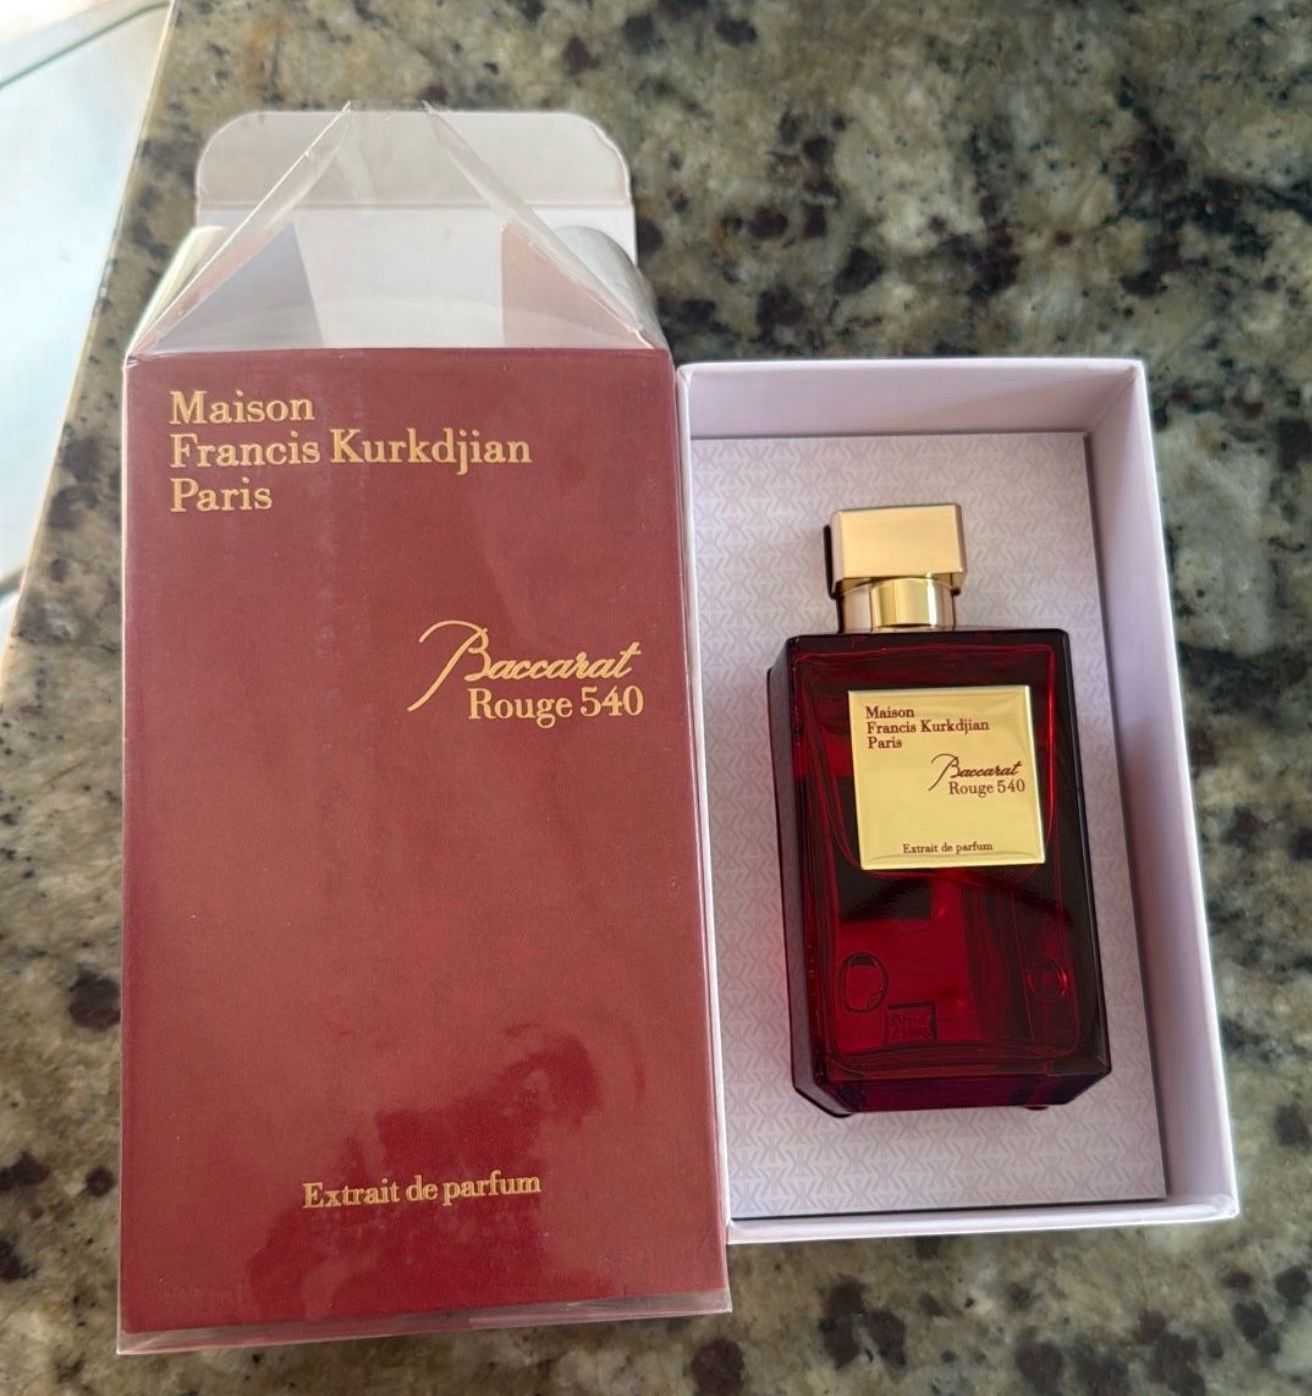 Maison
Francis Kurkdjian
Paris
Baccarat
Rouge 540
Extrait de parfum
Maison
Francis Kurkdjian
Paris
Baccarat
Rouge 540
Extrait de parfum